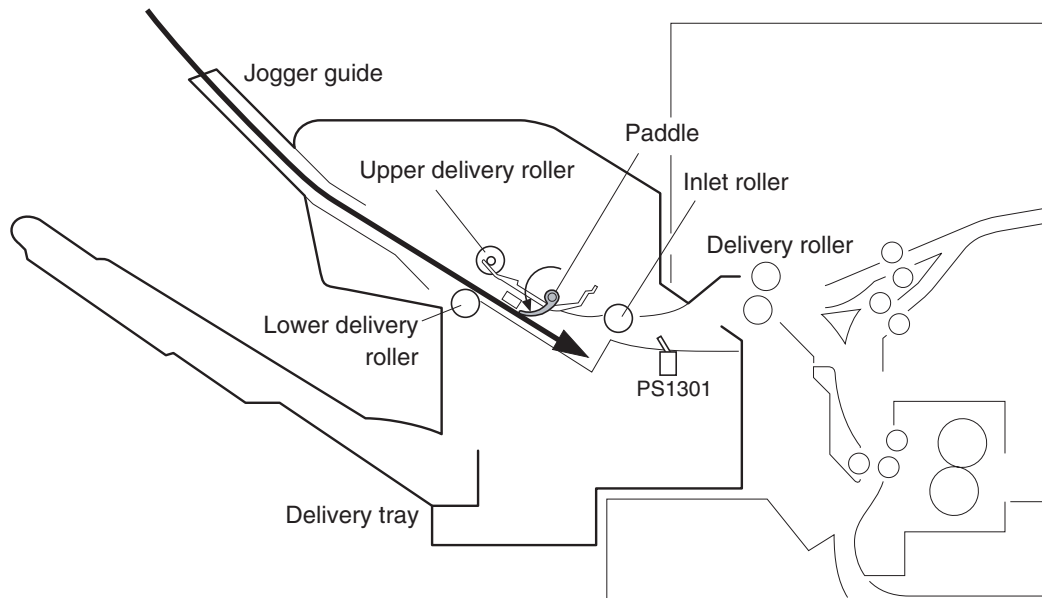 Jogger guide
Paddle
Upper delivery roller
Inlet roller
Delivery roller
Lower delivery
roller
PS1301
Delivery tray